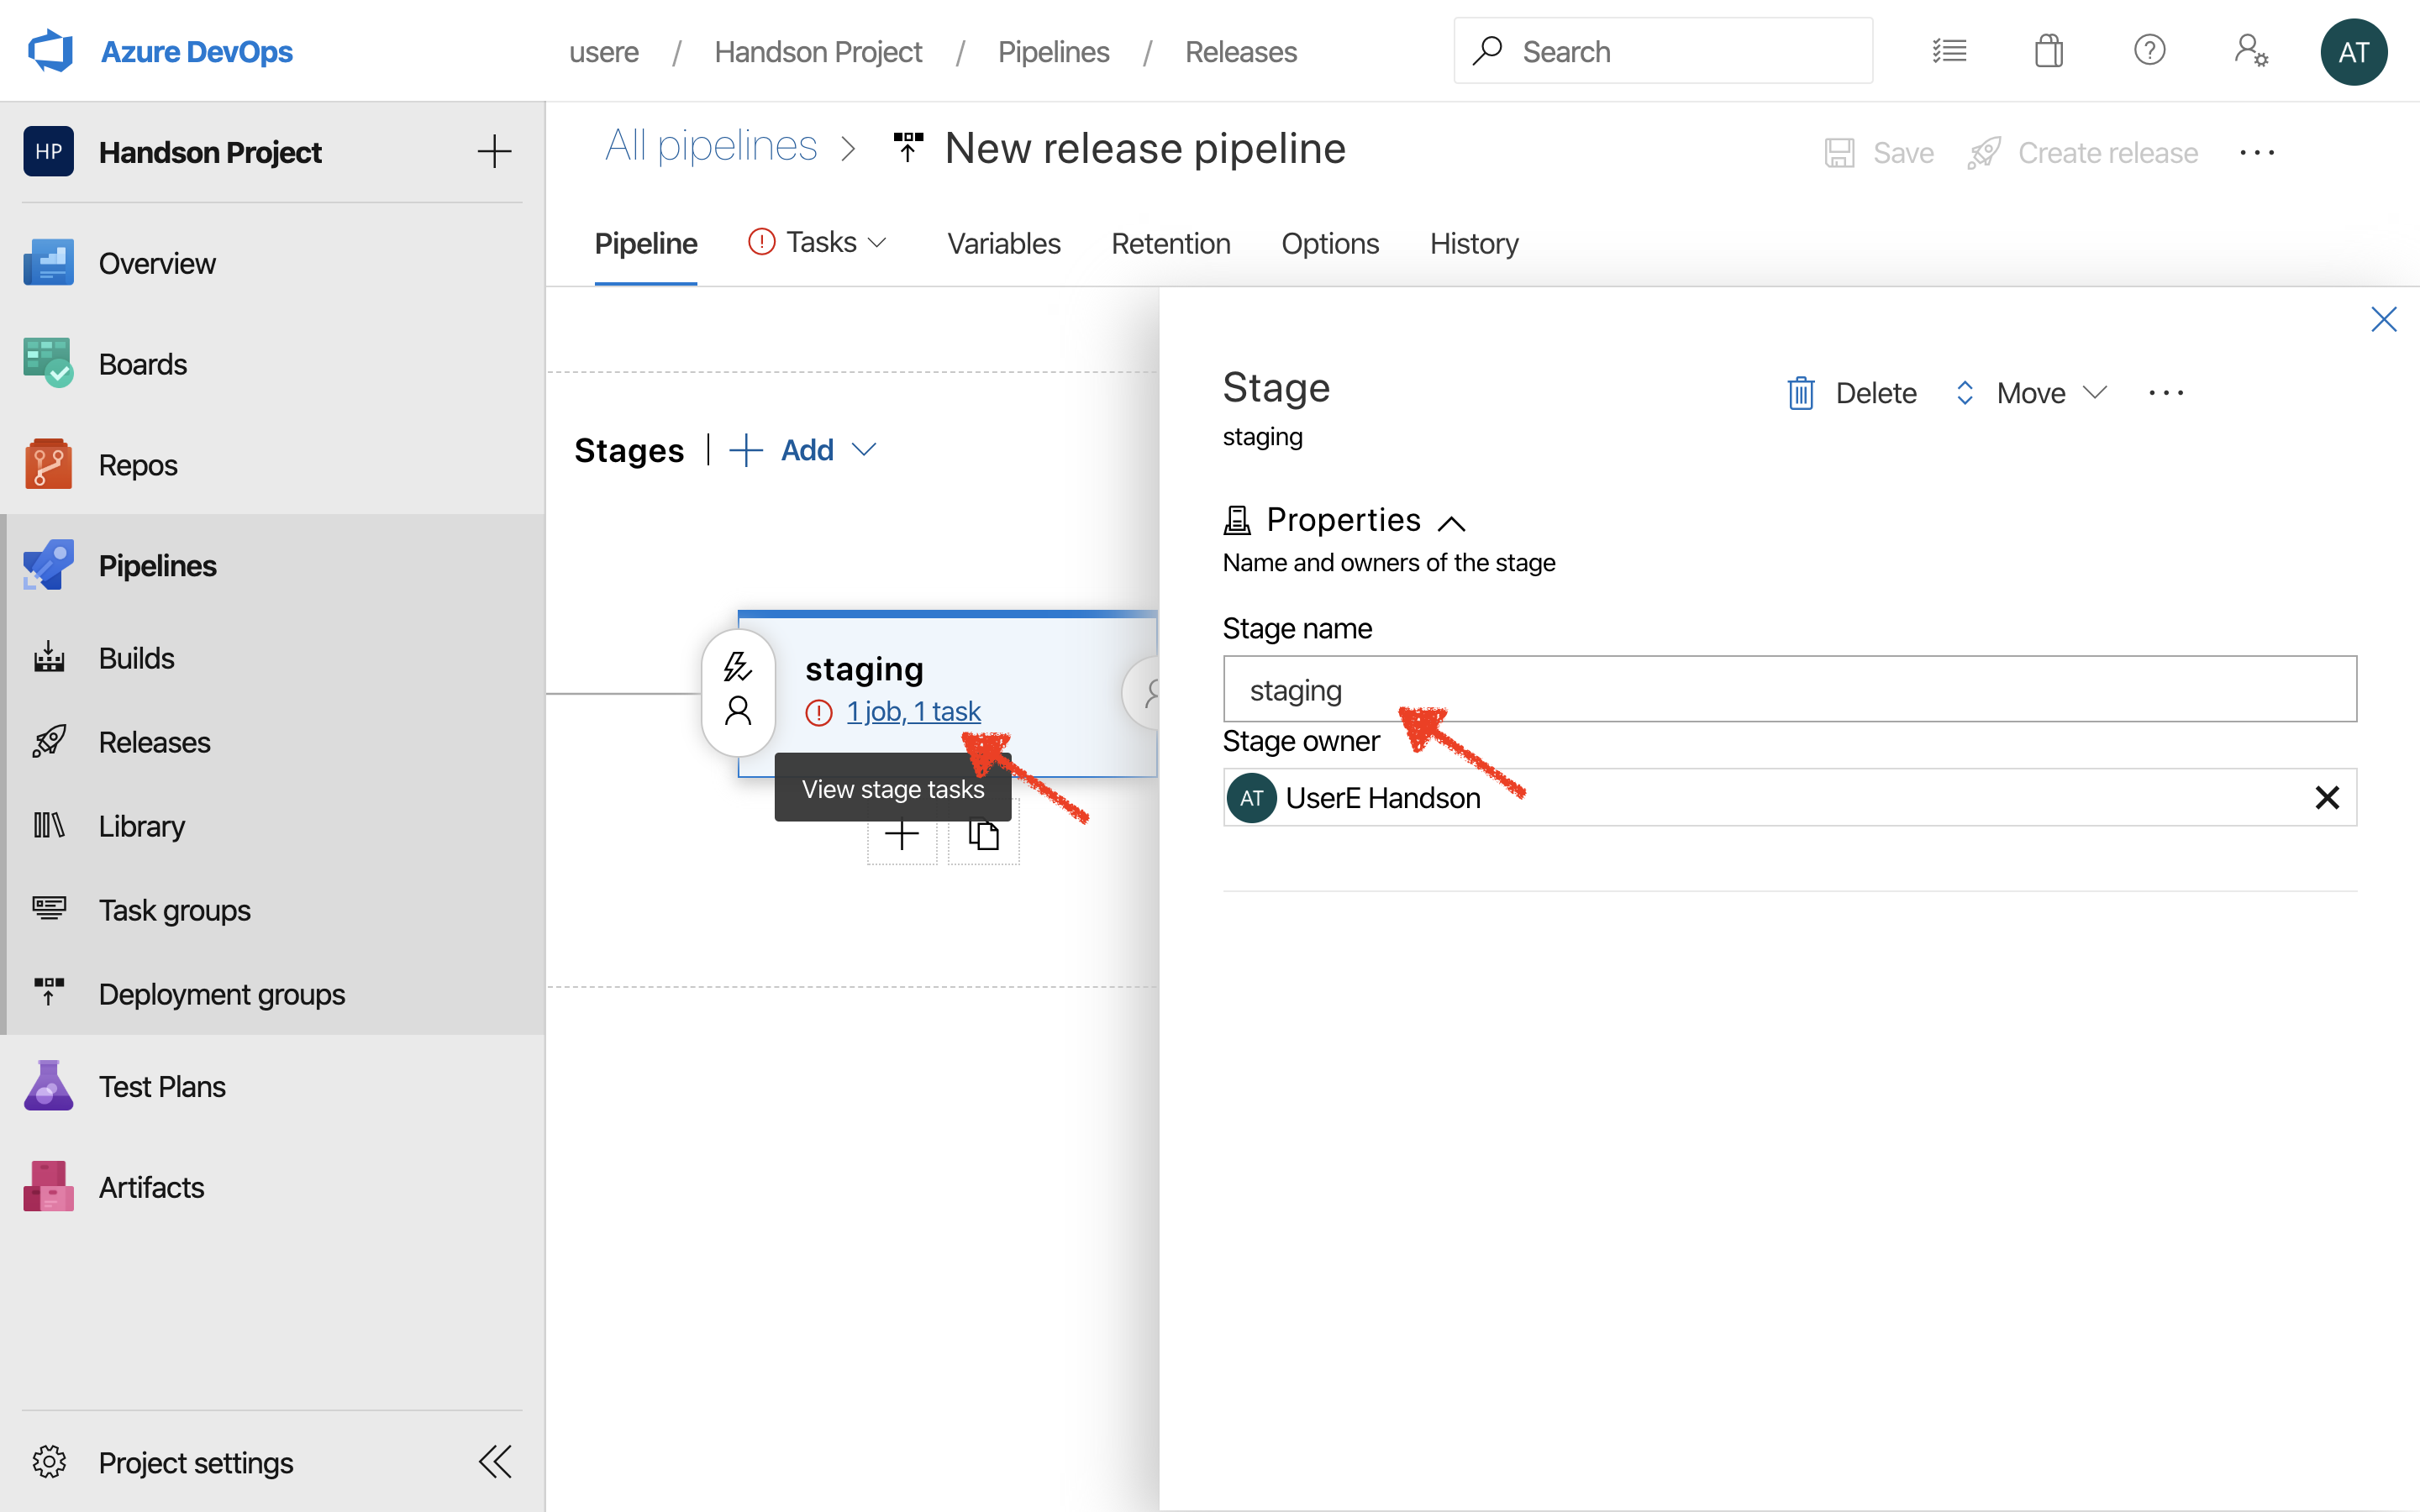 Azure DevOps
usere / Handson Project / Pipelines / Releases
Search
AT
HP Handson Project
Overview
Boards
Repos
Pipelines
Builds
Releases
Library
Task groups
Deployment groups
Test Plans
Artifacts
Project settings
All pipelines > New release pipeline
Save
Create release
Pipeline
Tasks
Variables
Retention
Options
History
Stages | + Add
staging
1 job, 1 task
View stage tasks
Stage
staging
Delete
Move
Properties
Name and owners of the stage
Stage name
staging
Stage owner
AT UserE Handson